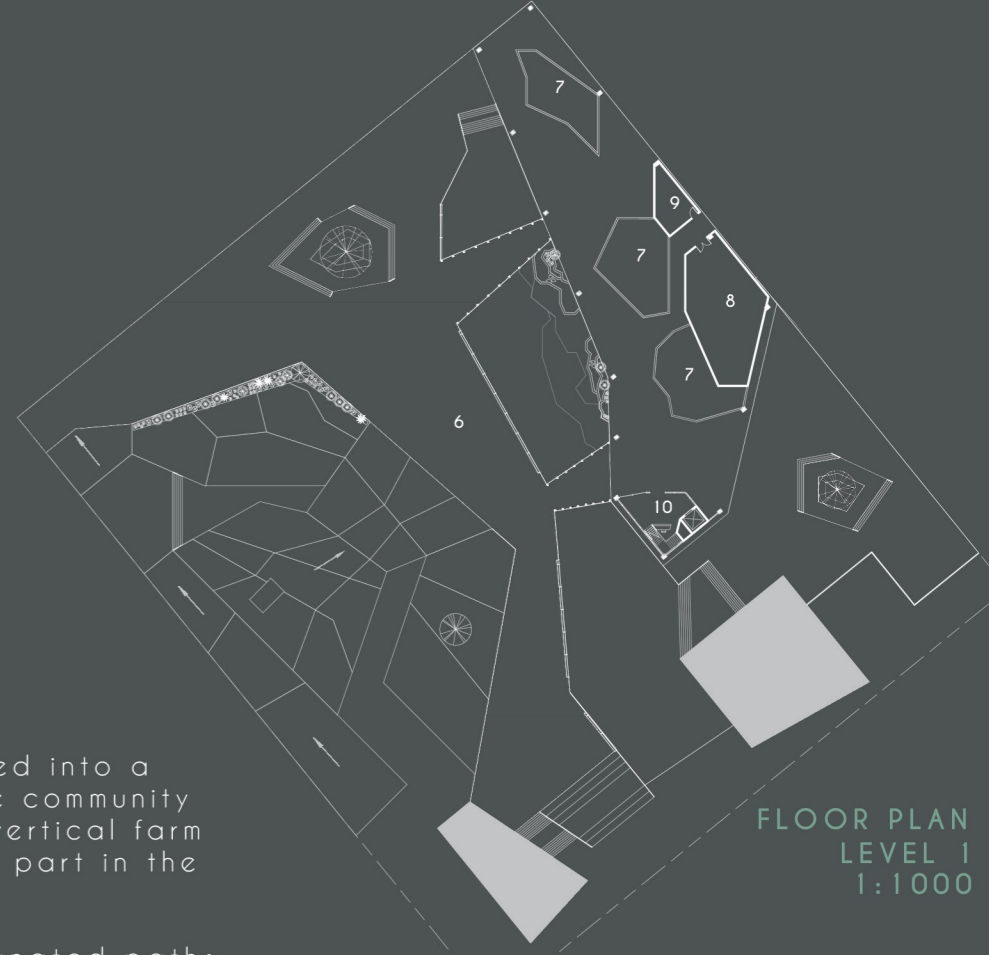 7
9
7
8
7
6
10
ed into a
community
vertical farm
part in the
FLOOR PLAN
LEVEL 1
1:1000